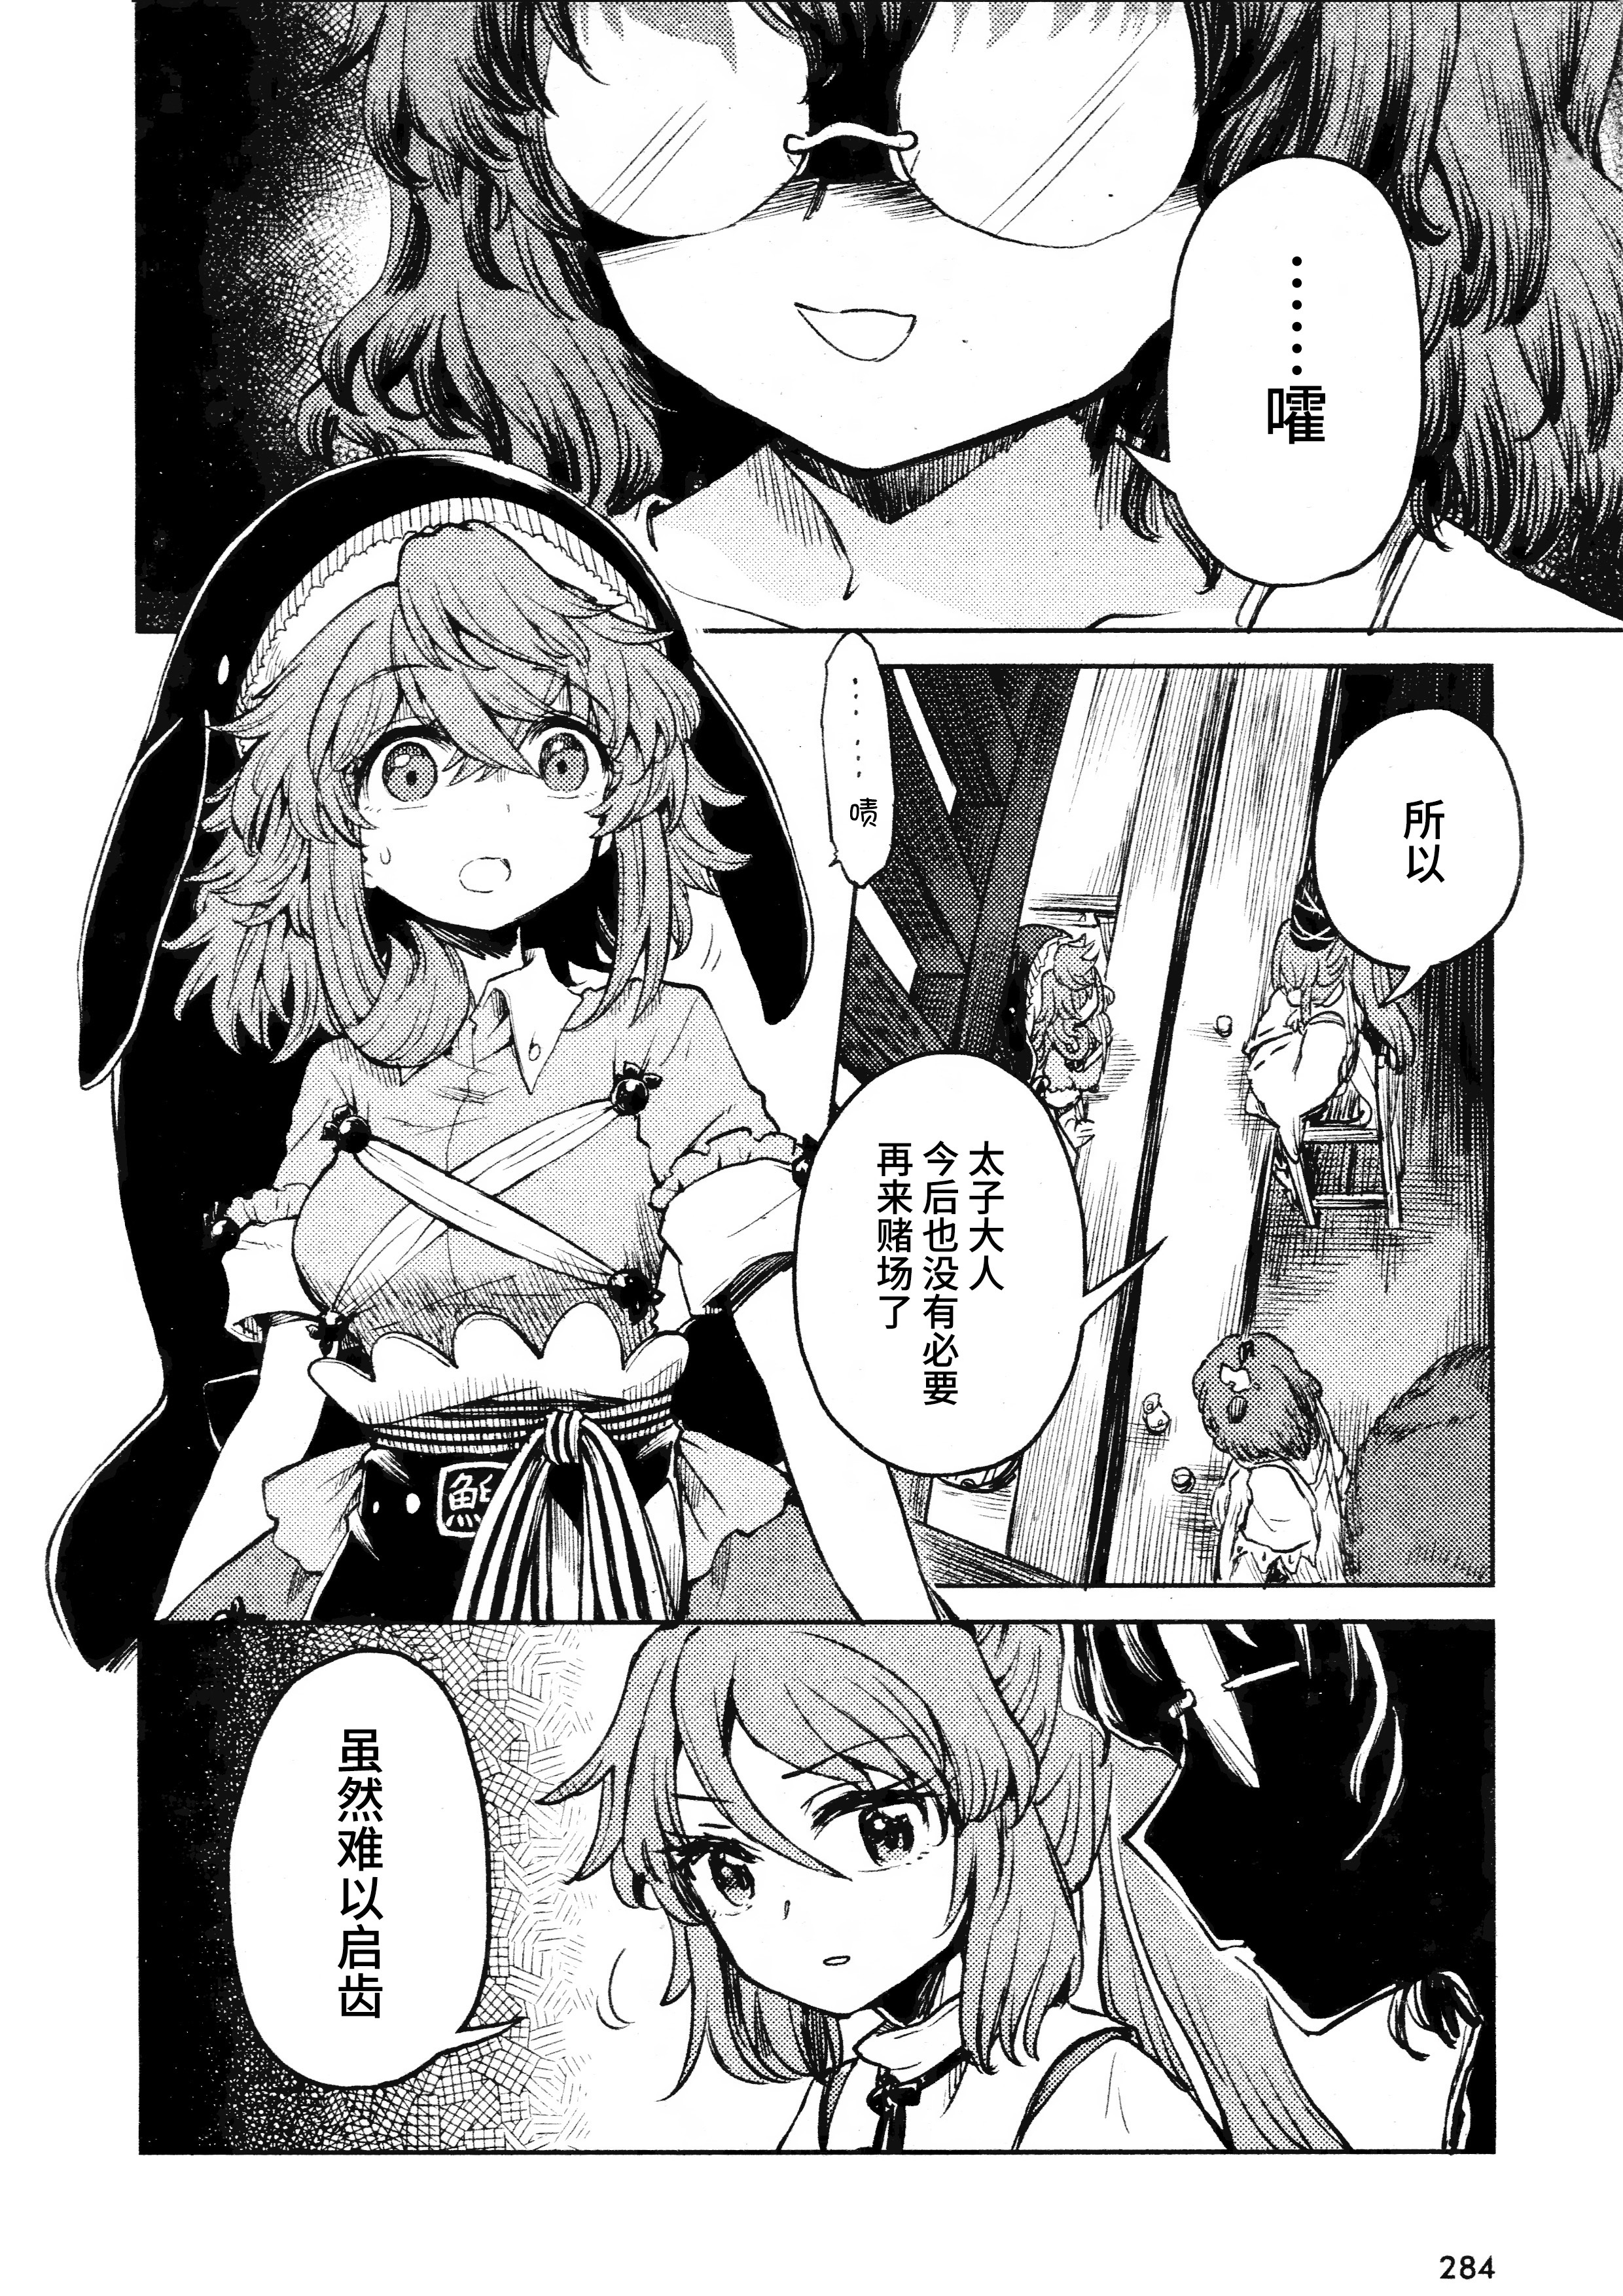 ……嚯
所以
……啧
太子大人
今后也没有必要
再来赌场了
鮐
虽然难以启齿
284